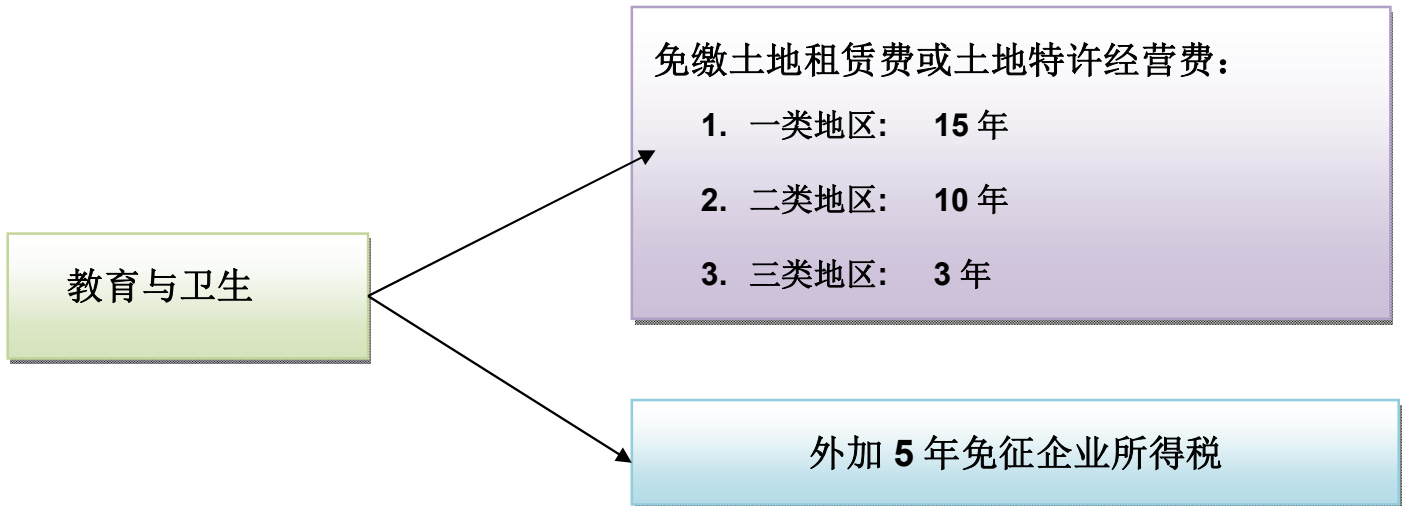 教育与卫生
免缴土地租赁费或土地特许经营费：
1. 一类地区: 15 年
2. 二类地区: 10 年
3. 三类地区: 3 年
外加 5 年免征企业所得税